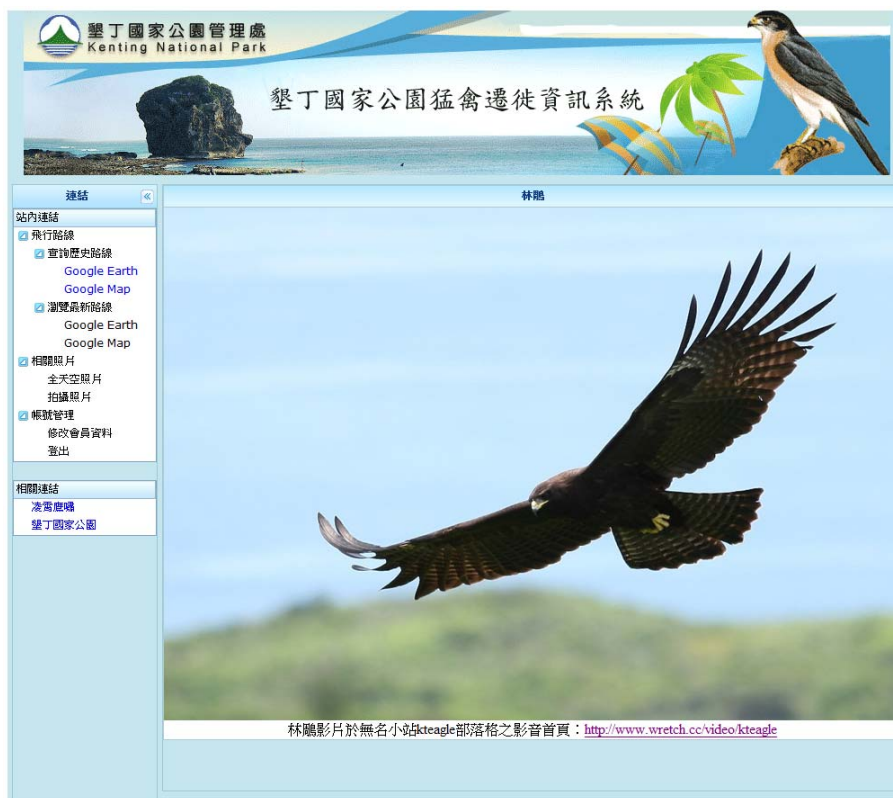 墾丁國家公園管理處
Kenting National Park
墾丁國家公園猛禽遷徙資訊系統
連結
站內連結
飛行路線
查詢歷史路線
Google Earth
Google Map
瀏覽最新路線
Google Earth
Google Map
相關照片
全天空照片
拍攝照片
帳號管理
修改會員資料
登出
相關連結
凌霄鷹嘯
墾丁國家公園
林鵰
林鵰影片於無名小站kteagle部落格之影音首頁：http://www.wretch.cc/video/kteagle